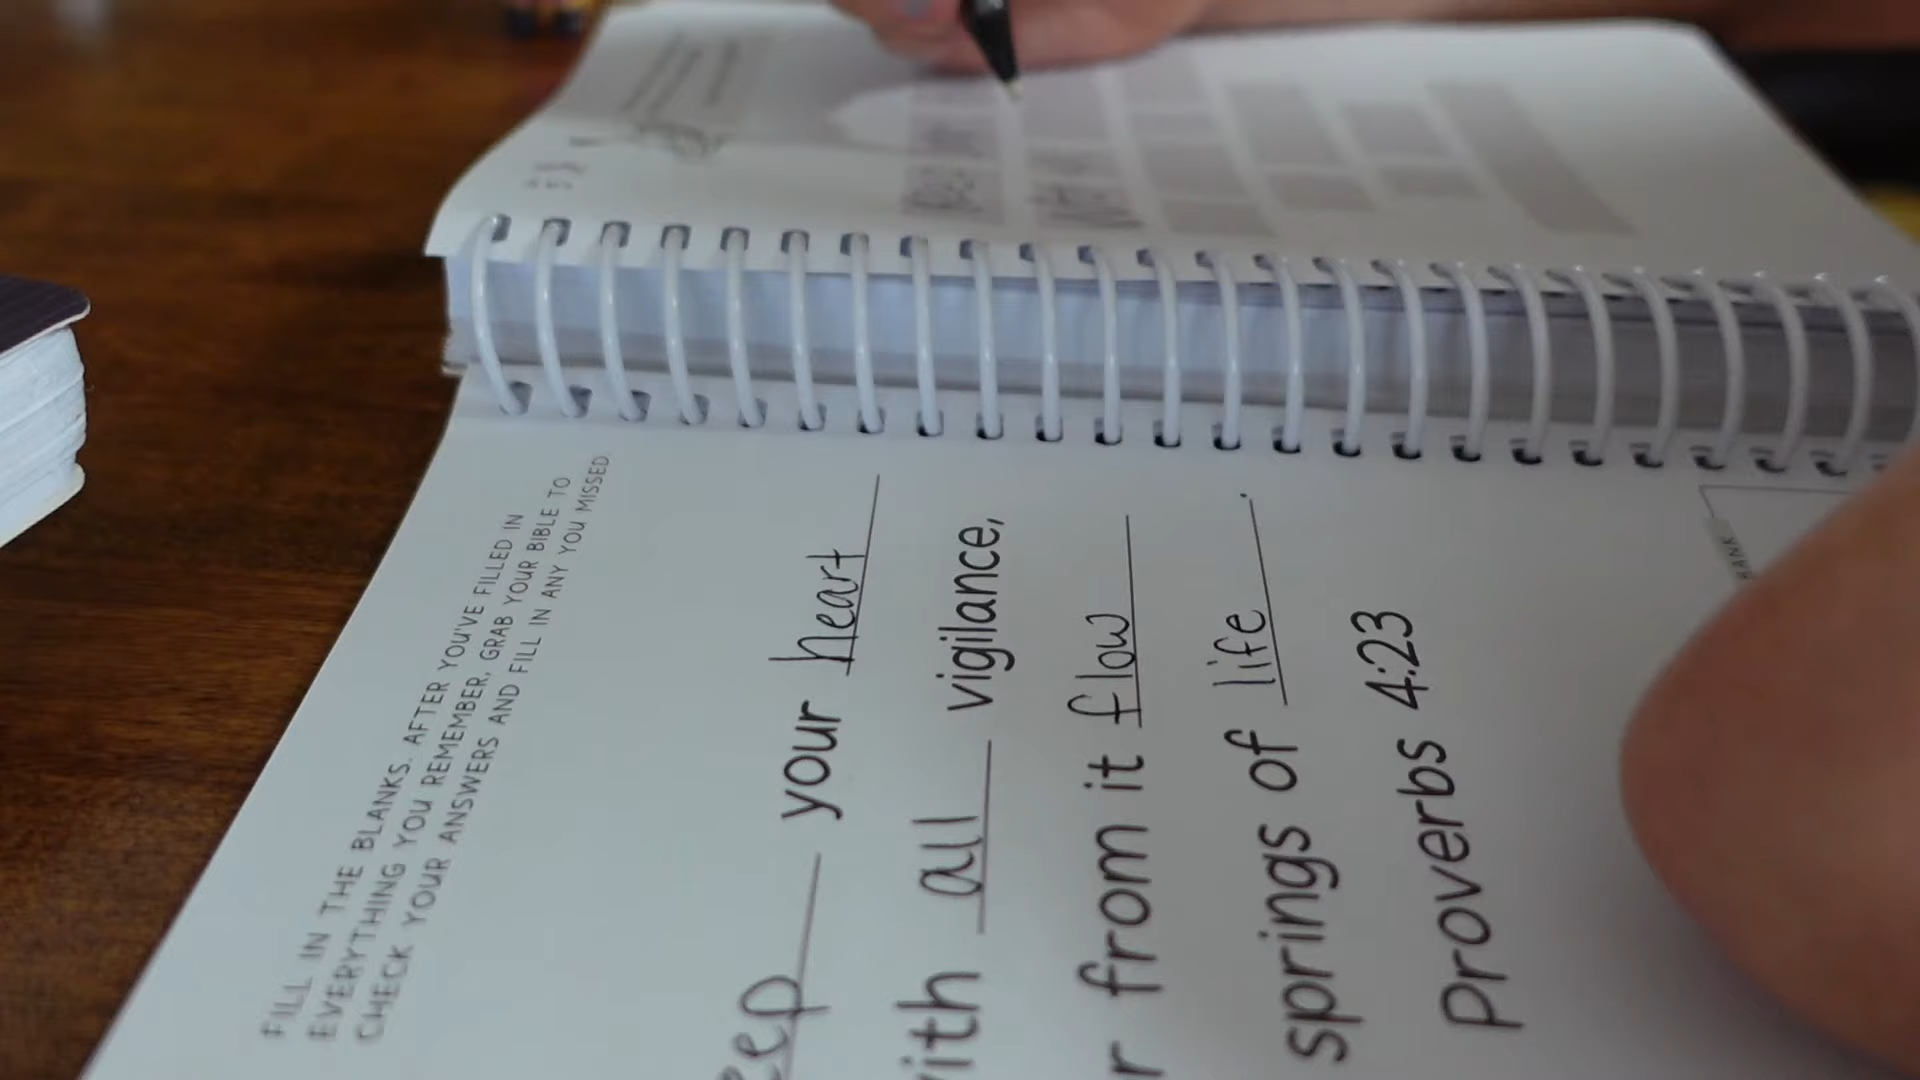 FILL IN THE BLANKS. AFTER YOU'VE FILLED IN
EVERYTHING YOU REMEMBER, GRAB YOUR BIBLE TO
CHECK YOUR ANSWERS AND FILL IN ANY YOU MISSED
eep your heart
ith all vigilance,
r from it flow
springs of life.
Proverbs 4:23